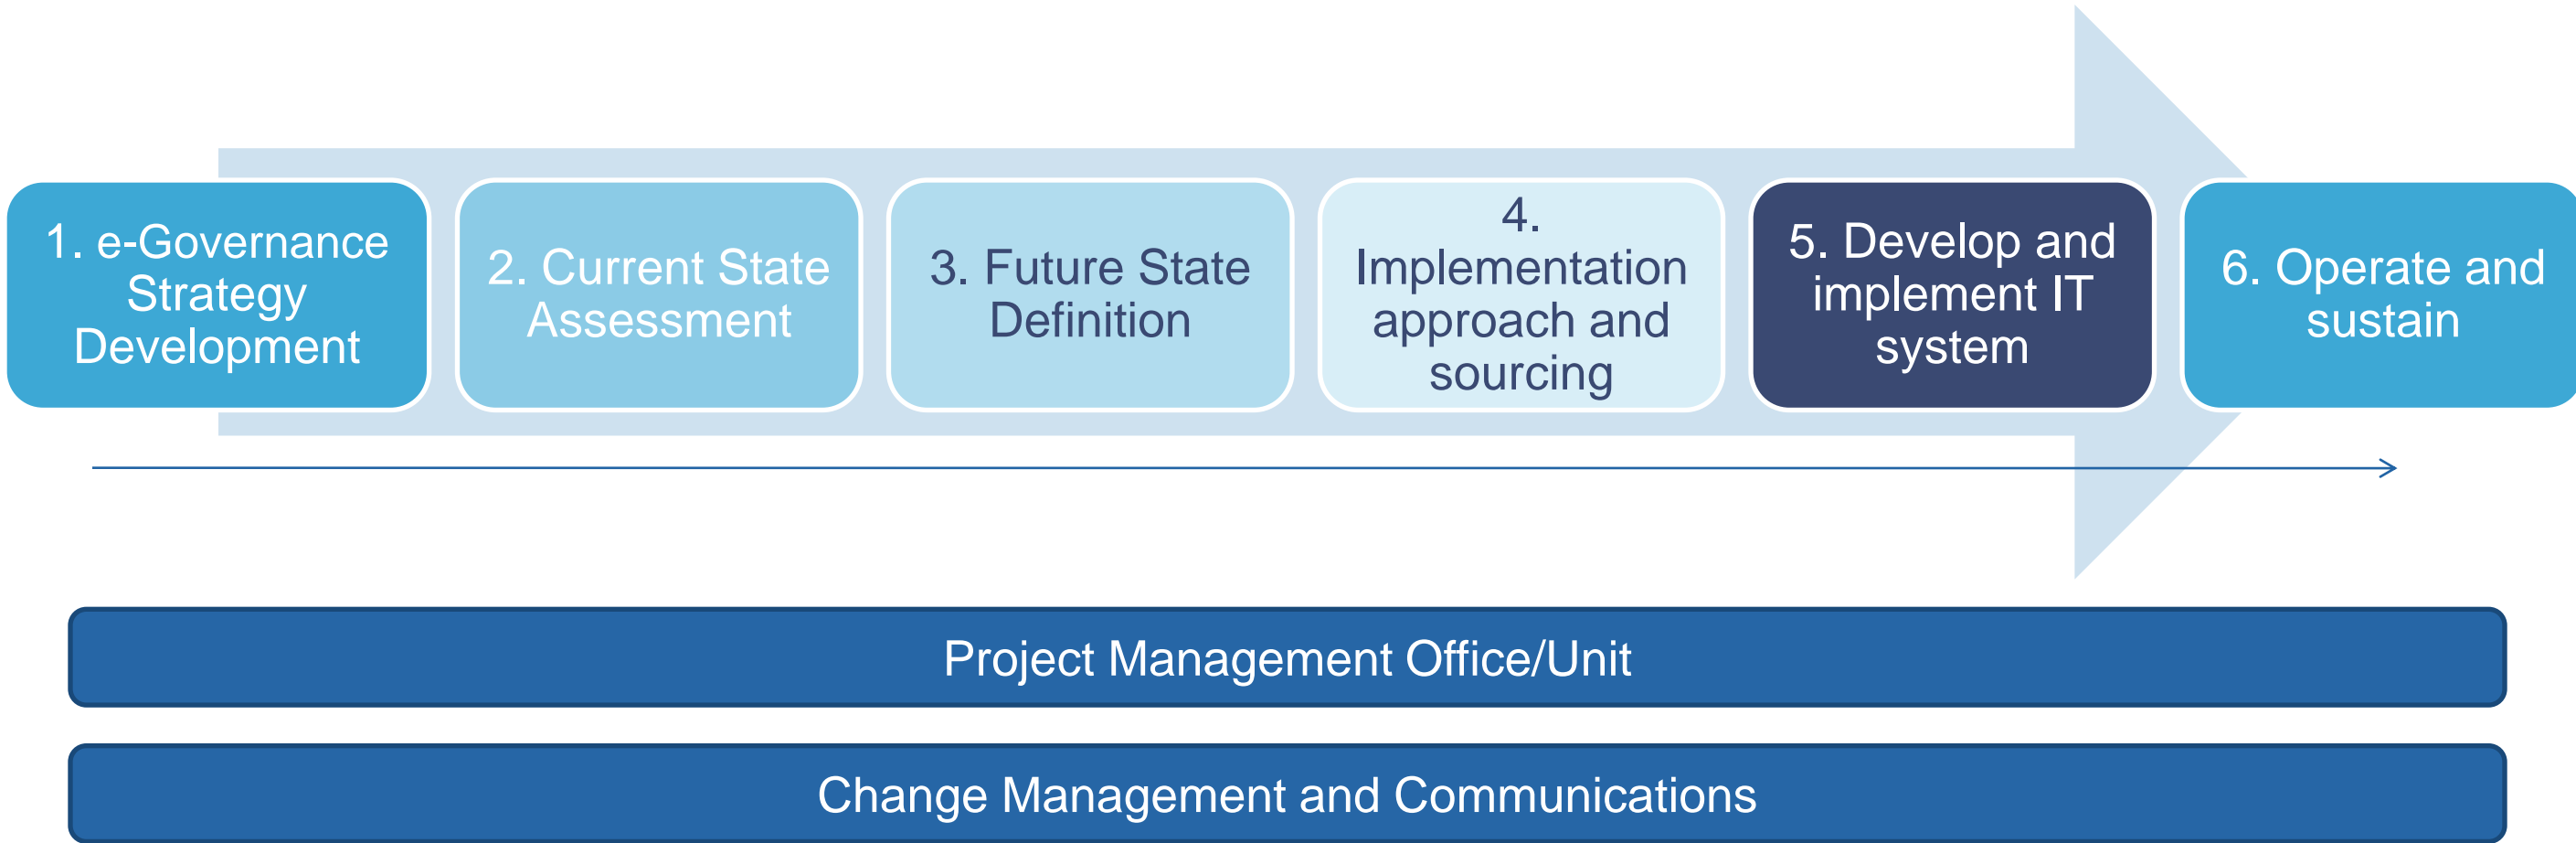 1. e-Governance
Strategy
Development
2. Current State
Assessment
3. Future State
Definition
4.
Implementation
approach and
sourcing
5. Develop and
implement IT
system
6. Operate and
sustain
Project Management Office/Unit
Change Management and Communications